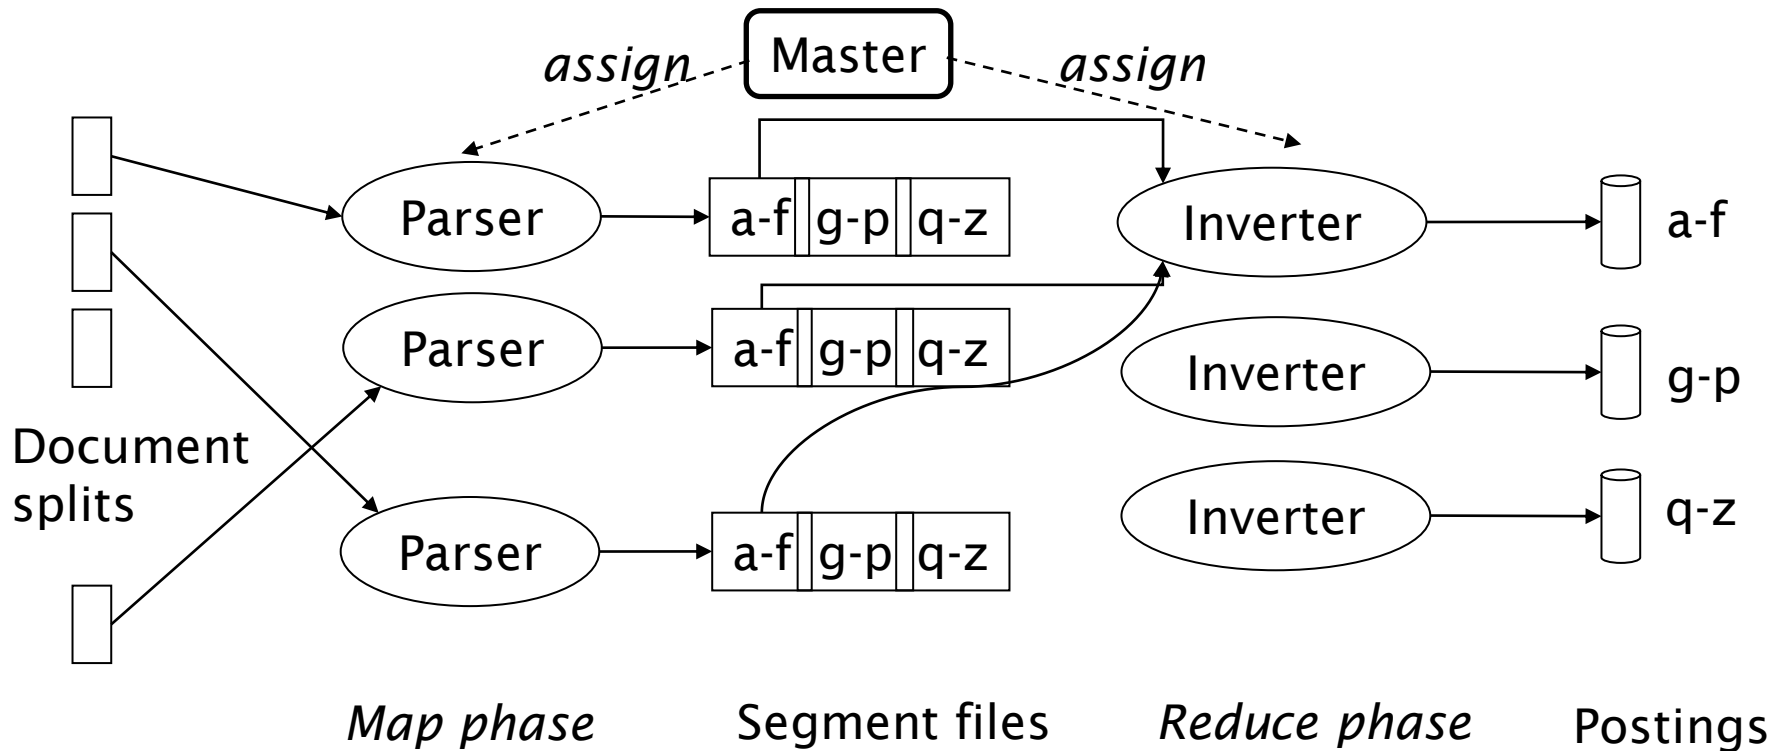 assign
Master
assign
Parser
a-f g-p q-z
Inverter
a-f
Parser
a-f g-p q-z
Inverter
g-p
Document
splits
Parser
a-f g-p q-z
Inverter
q-z
Map phase
Segment files
Reduce phase
Postings